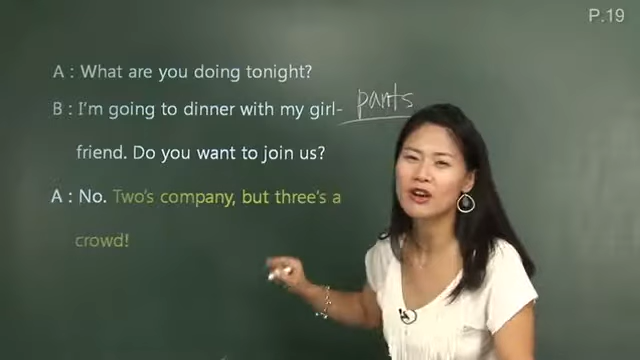 P.19
A : What are you doing tonight?
B : I'm going to dinner with my girl-
pants
friend. Do you want to join us?
A : No. Two's company, but three's a
crowd!